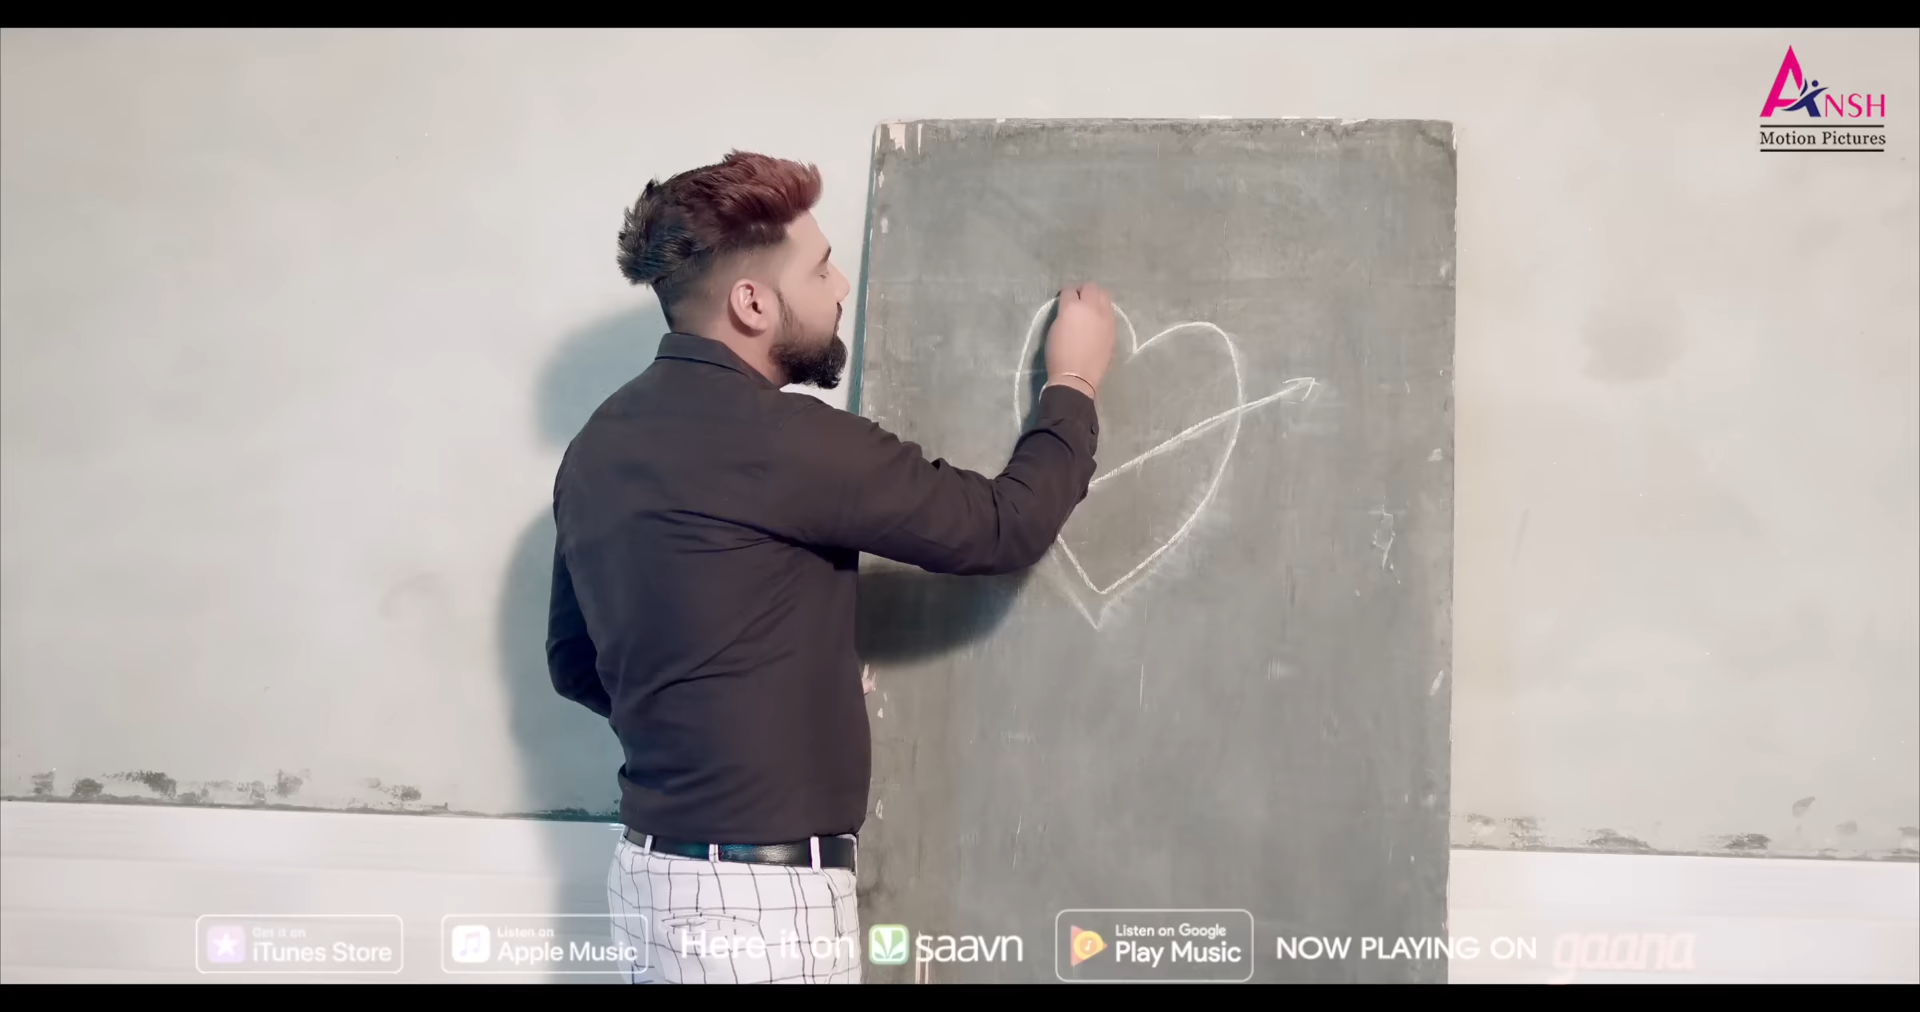 AKNSH
Motion Pictures
Get it on
iTunes Store
Listen on
Apple Music
Here it on saavn
Listen on Google
Play Music
NOW PLAYING ON gaana